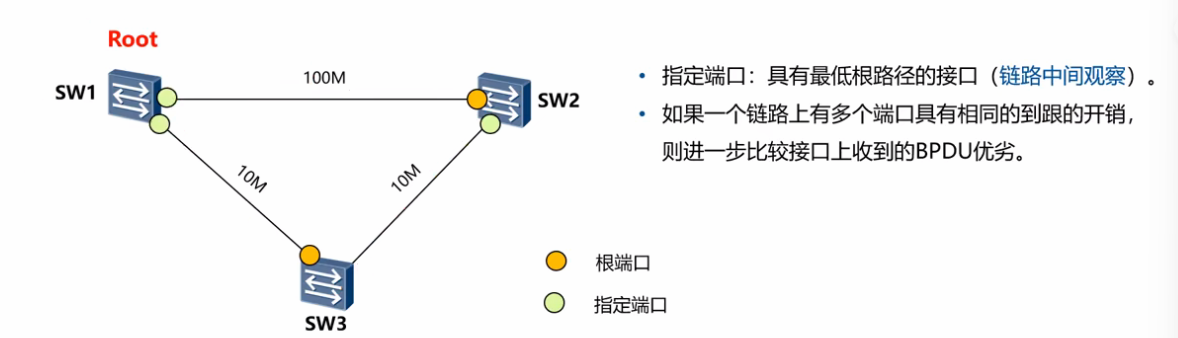 Root
SW1
100M
SW2
10M
10M
SW3
• 指定端口：具有最低根路径的接口（链路中间观察）。
• 如果一个链路上有多个端口具有相同的到跟的开销，
则进一步比较接口上收到的BPDU优劣。
根端口
指定端口